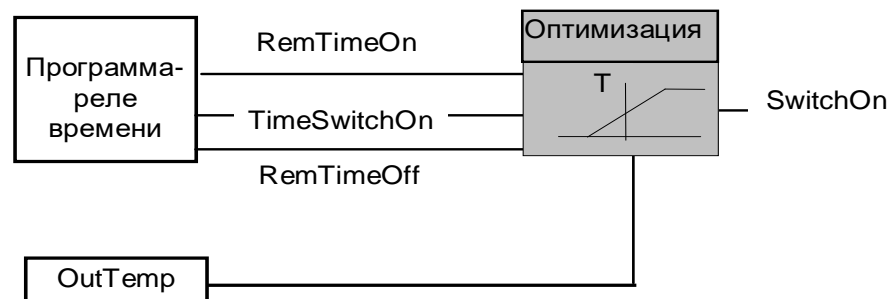 Оптимизация
RemTimeOn
Программа-
реле
времени
T
SwitchOn
TimeSwitchOn
RemTimeOff
OutTemp